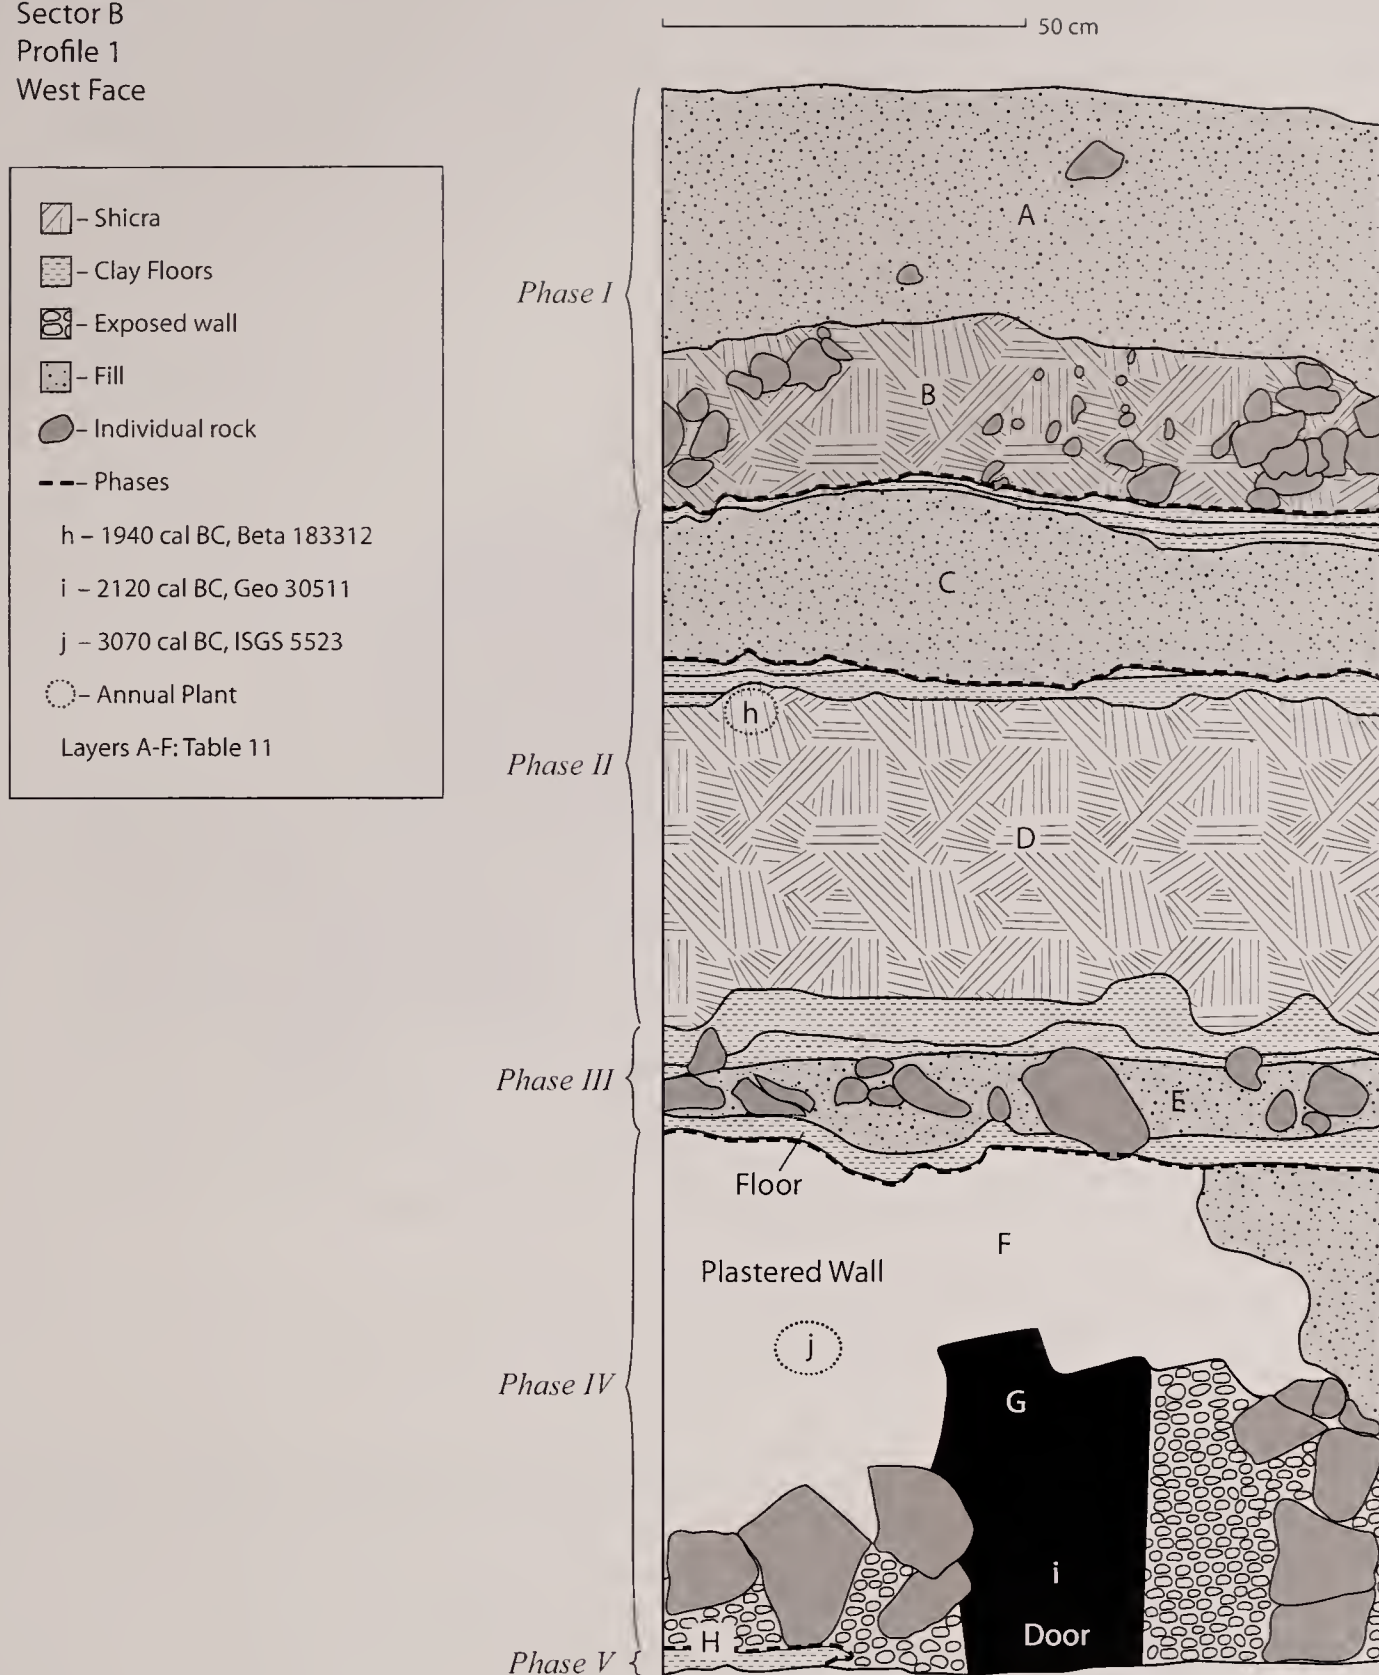 Sector B
Profile 1
West Face
50 cm
– Shicra
– Clay Floors
– Exposed wall
– Fill
– Individual rock
– Phases
h – 1940 cal BC, Beta 183312
i – 2120 cal BC, Geo 30511
j – 3070 cal BC, ISGS 5523
– Annual Plant
Layers A-F: Table 11
Phase I
A
B
C
Phase II
h
D
Phase III
E
Floor
F
Plastered Wall
j
Phase IV
G
i
Door
H
Phase V